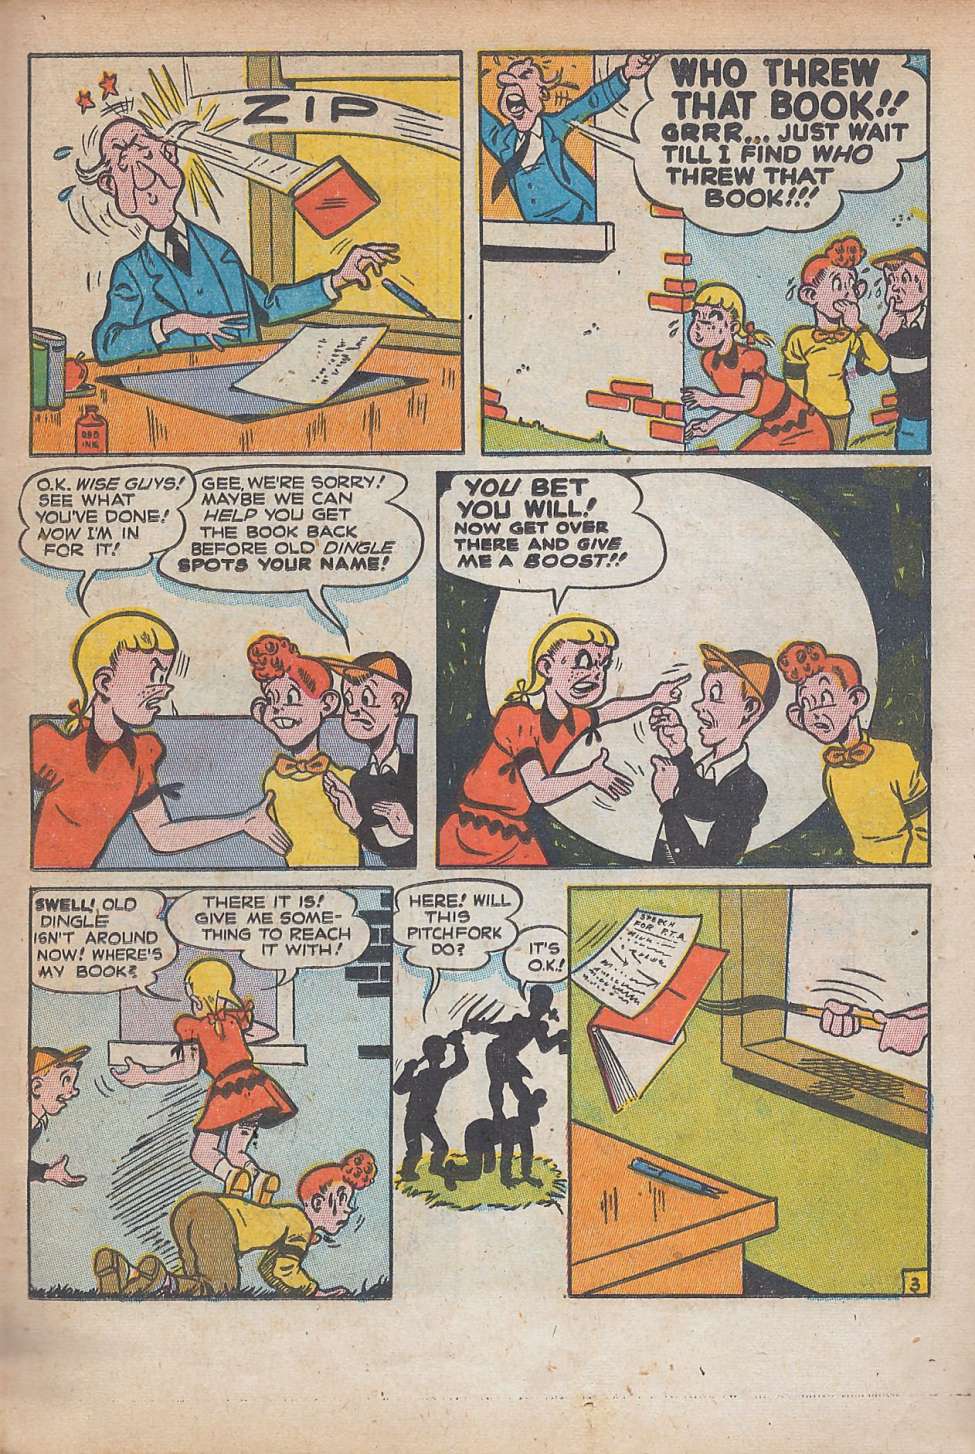 ZIP
RED
INK
WHO THREW
THAT BOOK!!
GRRR... JUST WAIT
TILL I FIND WHO
THREW THAT
BOOK!!!
O.K. WISE GUYS!
SEE WHAT
YOU'VE DONE!
NOW I'M IN
FOR IT!
GEE, WE'RE SORRY!
MAYBE WE CAN
HELP YOU GET
THE BOOK BACK
BEFORE OLD DINGLE
SPOTS YOUR NAME!
YOU BET
YOU WILL!
NOW GET OVER
THERE AND GIVE
ME A BOOST!!
SWELL! OLD
DINGLE
ISN'T AROUND
NOW! WHERE'S
MY BOOK?
THERE IT IS!
GIVE ME SOME-
THING TO REACH
IT WITH!
HERE! WILL
THIS
PITCHFORK
DO?
IT'S
O.K.!
SPEECH
FOR P.T.A.
3